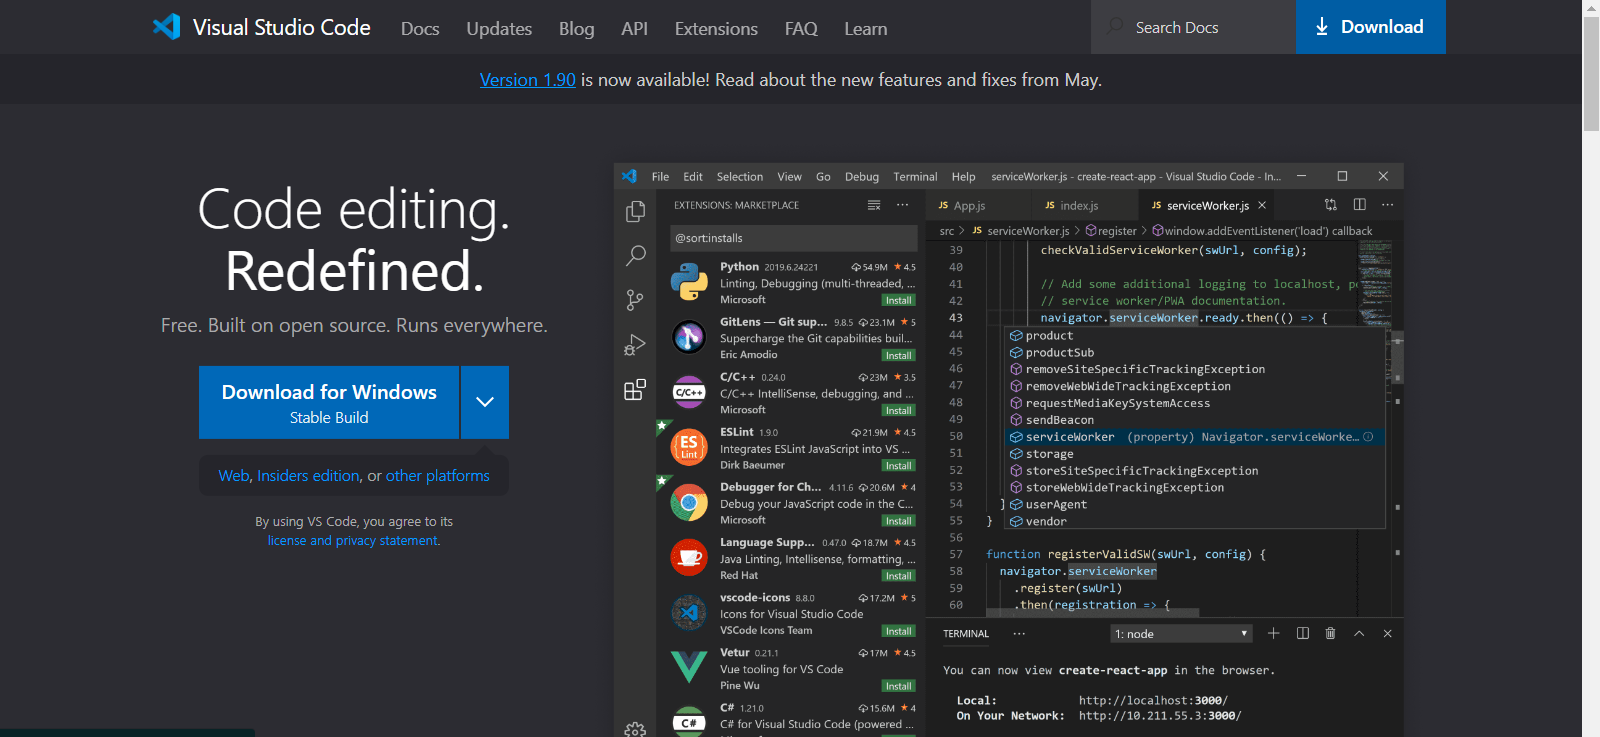 Visual Studio Code Docs Updates Blog API Extensions FAQ Learn Search Docs Download
Version 1.90 is now available! Read about the new features and fixes from May.
Code editing.
Redefined.
Free. Built on open source. Runs everywhere.
Download for Windows
Stable Build
Web, Insiders edition, or other platforms
By using VS Code, you agree to its
license and privacy statement.
File Edit Selection View Go Debug Terminal Help serviceWorker.js - create-react-app - Visual Studio Code - In...
EXTENSIONS: MARKETPLACE
@sort:installs
Python 2019.6.24221 54.9M ★ 4.5
Linting, Debugging (multi-threaded, ...
Microsoft Install
GitLens — Git sup... 9.8.5 23.1M ★ 5
Supercharge the Git capabilities buil...
Eric Amodio Install
C/C++ 0.24.0 23M ★ 3.5
C/C++ IntelliSense, debugging, and ...
Microsoft Install
C/C++
ESLint 1.9.0 21.9M ★ 4.5
Integrates ESLint JavaScript into VS ...
Dirk Baeumer Install
ES
Lint
Debugger for Ch... 4.11.6 20.6M ★ 4
Debug your JavaScript code in the C...
Microsoft Install
Language Supp... 0.47.0 18.7M ★ 4.5
Java Linting, Intellisense, formatting, ...
Red Hat Install
vscode-icons 8.8.0 17.2M ★ 5
Icons for Visual Studio Code
VSCode Icons Team Install
Vetur 0.21.1 17M ★ 4.5
Vue tooling for VS Code
Pine Wu Install
C# 1.21.0 15.6M ★ 4
C# for Visual Studio Code (powered ...
C#
JS App.js JS index.js JS serviceWorker.js
src > JS serviceWorker.js > register > window.addEventListener('load') callback
39 checkValidServiceWorker(swUrl, config);
40
41 // Add some additional logging to localhost, p
42 // service worker/PWA documentation.
43 navigator.serviceWorker.ready.then(() => {
44 product
45 productSub
46 removeSiteSpecificTrackingException
47 removeWebWideTrackingException
48 requestMediaKeySystemAccess
49 sendBeacon
50 serviceWorker (property) Navigator.serviceWorke...
51 storage
52 storeSiteSpecificTrackingException
53 storeWebWideTrackingException
54 } userAgent
55 } vendor
56
57 function registerValidSW(swUrl, config) {
58 navigator.serviceWorker
59 .register(swUrl)
60 .then(registration => {
TERMINAL ... 1: node
You can now view create-react-app in the browser.
Local: http://localhost:3000/
On Your Network: http://10.211.55.3:3000/